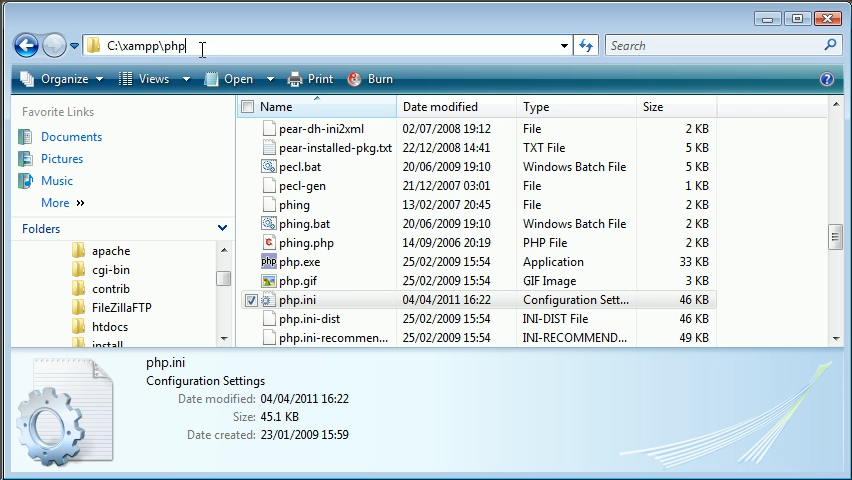 C:\xampp\php
Search
Organize Views Open Print Burn
Favorite Links
Documents
Pictures
Music
More »
Folders
apache
cgi-bin
contrib
FileZillaFTP
htdocs
install
Name Date modified Type Size
pear-dh-ini2xml 02/07/2008 19:12 File 2 KB
pear-installed-pkg.txt 22/12/2008 14:41 TXT File 5 KB
pecl.bat 20/06/2009 19:10 Windows Batch File 5 KB
pecl-gen 21/12/2007 03:01 File 1 KB
phing 13/02/2007 20:45 File 2 KB
phing.bat 20/06/2009 19:10 Windows Batch File 2 KB
phing.php 14/09/2006 20:19 PHP File 2 KB
php.exe 25/02/2009 15:54 Application 33 KB
php.gif 25/02/2009 15:54 GIF Image 3 KB
php.ini 04/04/2011 16:22 Configuration Sett... 46 KB
php.ini-dist 25/02/2009 15:54 INI-DIST File 46 KB
php.ini-recommen... 25/02/2009 15:54 INI-RECOMMEND... 49 KB
php.ini
Configuration Settings
Date modified: 04/04/2011 16:22
Size: 45.1 KB
Date created: 23/01/2009 15:59